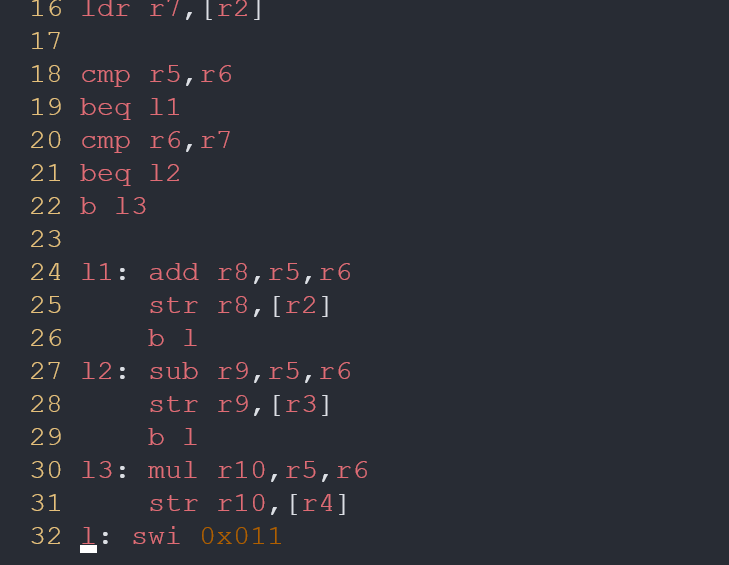 16 ldr r7,[r2]
17
18 cmp r5,r6
19 beq l1
20 cmp r6,r7
21 beq l2
22 b l3
23
24 l1: add r8,r5,r6
25     str r8,[r2]
26     b l
27 l2: sub r9,r5,r6
28     str r9,[r3]
29     b l
30 l3: mul r10,r5,r6
31     str r10,[r4]
32 l: swi 0x011